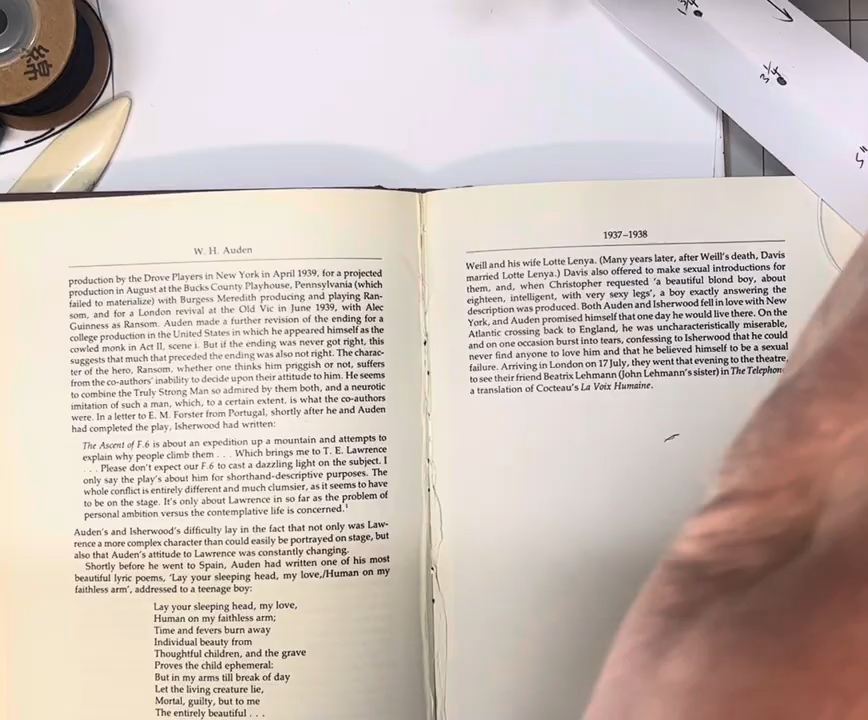 綿
1¾
3¼
5"
W. H. Auden
production by the Drove Players in New York in April 1939, for a projected
production in August at the Bucks County Playhouse, Pennsylvania (which
failed to materialize) with Burgess Meredith producing and playing Ran-
som, and for a London revival at the Old Vic in June 1939, with Alec
Guinness as Ransom. Auden made a further revision of the ending for a
college production in the United States in which he appeared himself as the
cowled monk in Act II, scene i. But if the ending was never got right, this
suggests that much that preceded the ending was also not right. The charac-
ter of the hero, Ransom, whether one thinks him priggish or not, suffers
from the co-authors' inability to decide upon their attitude to him. He seems
to combine the Truly Strong Man so admired by them both, and a neurotic
imitation of such a man, which, to a certain extent, is what the co-authors
were. In a letter to E. M. Forster from Portugal, shortly after he and Auden
had completed the play, Isherwood had written:
The Ascent of F.6 is about an expedition up a mountain and attempts to
explain why people climb them . . . Which brings me to T. E. Lawrence
. . . Please don't expect our F.6 to cast a dazzling light on the subject. I
only say the play's about him for shorthand-descriptive purposes. The
whole conflict is entirely different and much clumsier, as it seems to have
to be on the stage. It's only about Lawrence in so far as the problem of
personal ambition versus the contemplative life is concerned.¹
Auden's and Isherwood's difficulty lay in the fact that not only was Law-
rence a more complex character than could easily be portrayed on stage, but
also that Auden's attitude to Lawrence was constantly changing.
Shortly before he went to Spain, Auden had written one of his most
beautiful lyric poems, 'Lay your sleeping head, my love,/Human on my
faithless arm', addressed to a teenage boy:
Lay your sleeping head, my love,
Human on my faithless arm;
Time and fevers burn away
Individual beauty from
Thoughtful children, and the grave
Proves the child ephemeral:
But in my arms till break of day
Let the living creature lie,
Mortal, guilty, but to me
The entirely beautiful . . .
1937–1938
Weill and his wife Lotte Lenya. (Many years later, after Weill's death, Davis
married Lotte Lenya.) Davis also offered to make sexual introductions for
them, and, when Christopher requested 'a beautiful blond boy, about
eighteen, intelligent, with very sexy legs', a boy exactly answering the
description was produced. Both Auden and Isherwood fell in love with New
York, and Auden promised himself that one day he would live there. On the
Atlantic crossing back to England, he was uncharacteristically miserable,
and on one occasion burst into tears, confessing to Isherwood that he could
never find anyone to love him and that he believed himself to be a sexual
failure. Arriving in London on 17 July, they went that evening to the theatre,
to see their friend Beatrix Lehmann (John Lehmann's sister) in The Telephon
a translation of Cocteau's La Voix Humaine.